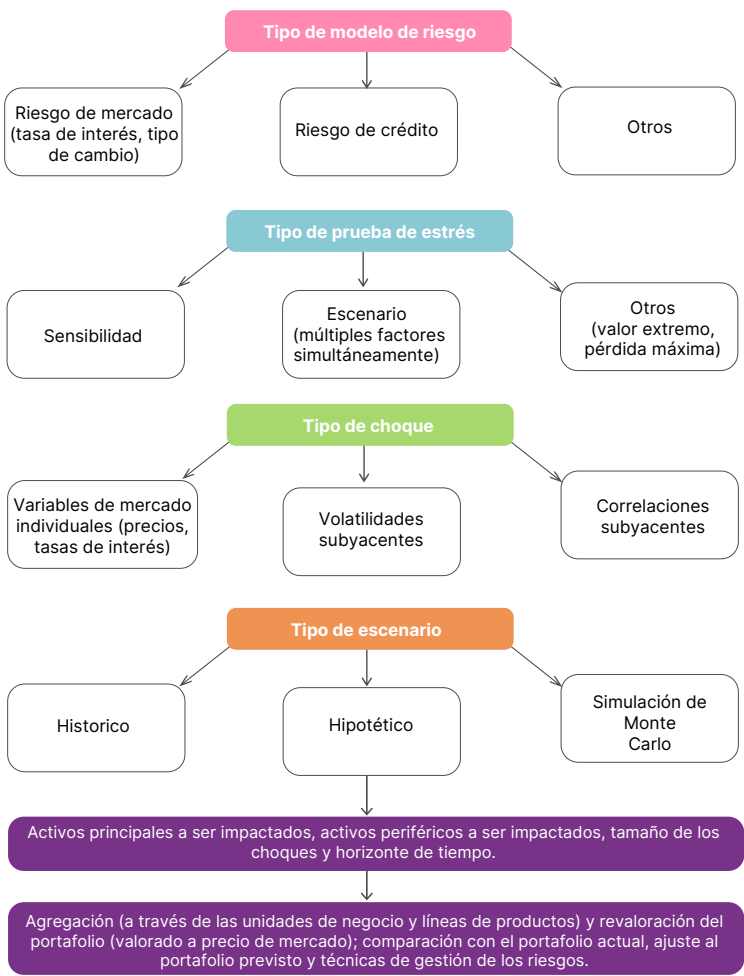 Tipo de modelo de riesgo
Riesgo de mercado
(tasa de interés, tipo
de cambio)
Riesgo de crédito
Otros
Tipo de prueba de estrés
Sensibilidad
Escenario
(múltiples factores
simultáneamente)
Otros
(valor extremo,
pérdida máxima)
Tipo de choque
Variables de mercado
individuales (precios,
tasas de interés)
Volatilidades
subyacentes
Correlaciones
subyacentes
Tipo de escenario
Historico
Hipotético
Simulación de
Monte
Carlo
Activos principales a ser impactados, activos periféricos a ser impactados, tamaño de los
choques y horizonte de tiempo.
Agregación (a través de las unidades de negocio y líneas de productos) y revaloración del
portafolio (valorado a precio de mercado); comparación con el portafolio actual, ajuste al
portafolio previsto y técnicas de gestión de los riesgos.